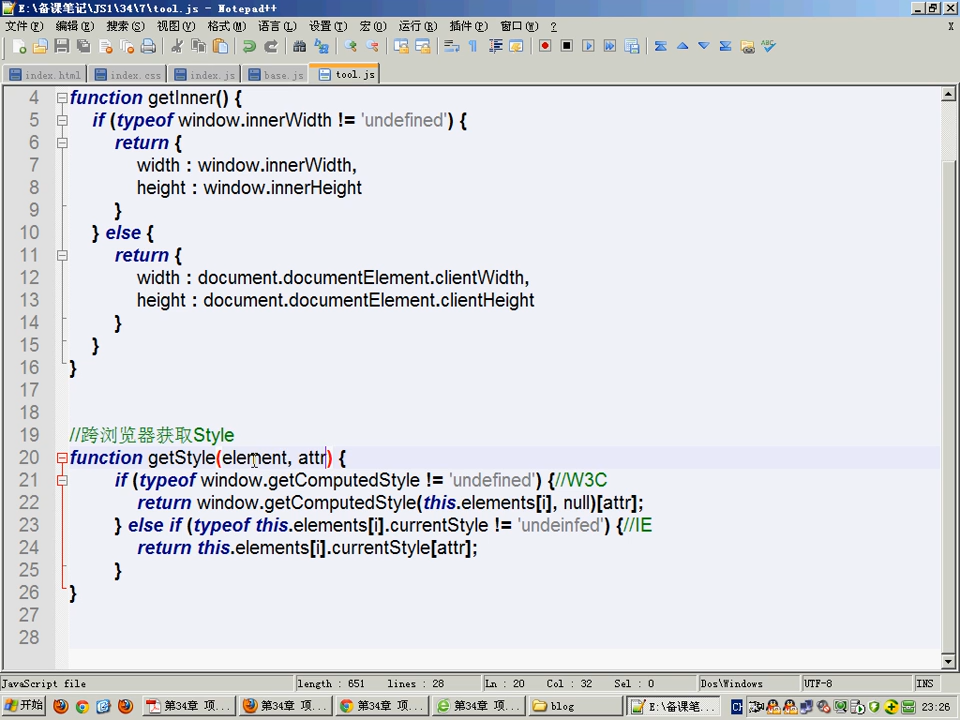 E:\备课笔记\JS1\34\7\tool.js - Notepad++
文件(F) 编辑(E) 搜索(S) 视图(V) 格式(M) 语言(L) 设置(T) 宏(O) 运行(R) 插件(P) 窗口(W) ? X
index.html index.css index.js base.js tool.js
4 function getInner() {
5 if (typeof window.innerWidth != 'undefined') {
6 return {
7 width : window.innerWidth,
8 height : window.innerHeight
9 }
10 } else {
11 return {
12 width : document.documentElement.clientWidth,
13 height : document.documentElement.clientHeight
14 }
15 }
16 }
17
18
19 //跨浏览器获取Style
20 function getStyle(element, attr) {
21 if (typeof window.getComputedStyle != 'undefined') {//W3C
22 return window.getComputedStyle(this.elements[i], null)[attr];
23 } else if (typeof this.elements[i].currentStyle != 'undeinfed') {//IE
24 return this.elements[i].currentStyle[attr];
25 }
26 }
27
28
JavaScript file length : 651 lines : 28 Ln : 20 Col : 32 Sel : 0 Dos\Windows UTF-8 INS
开始 第34章 项... 第34章 项... 第34章 项... 第34章 项... blog E:\备课笔... CH 23:26